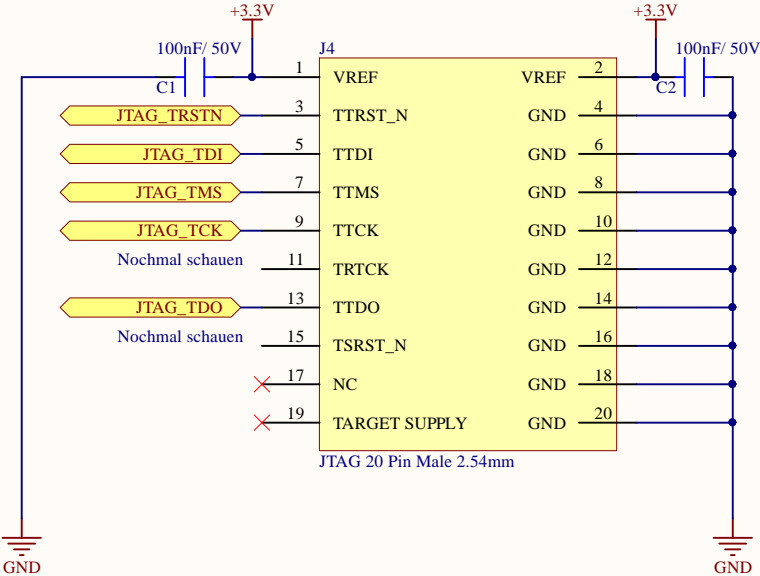 +3.3V +3.3V
100nF/ 50V J4 100nF/ 50V
C1 1 VREF VREF 2 C2
JTAG_TRSTN 3 TTRST_N GND 4
JTAG_TDI 5 TTDI GND 6
JTAG_TMS 7 TTMS GND 8
JTAG_TCK 9 TTCK GND 10
Nochmal schauen 11 TRTCK GND 12
JTAG_TDO 13 TTDO GND 14
Nochmal schauen 15 TSRST_N GND 16
17 NC GND 18
19 TARGET SUPPLY GND 20
JTAG 20 Pin Male 2.54mm
GND GND